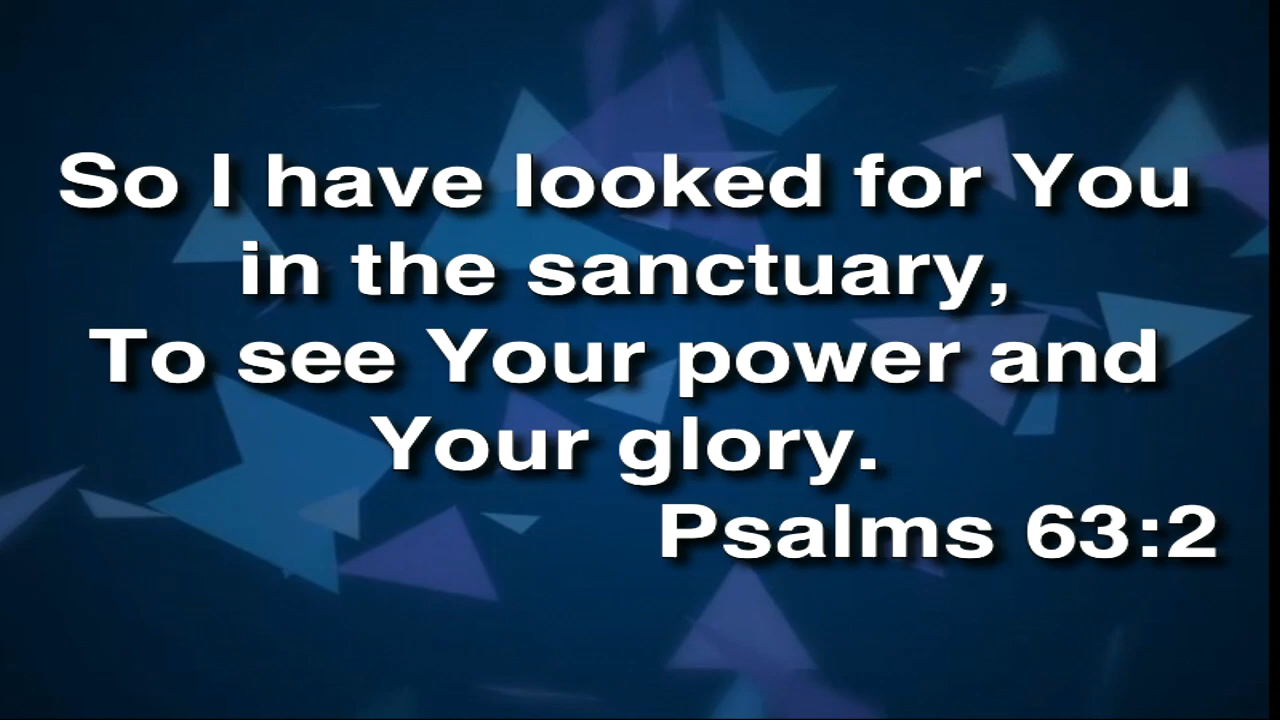 So I have looked for You
in the sanctuary,
To see Your power and
Your glory.
Psalms 63:2